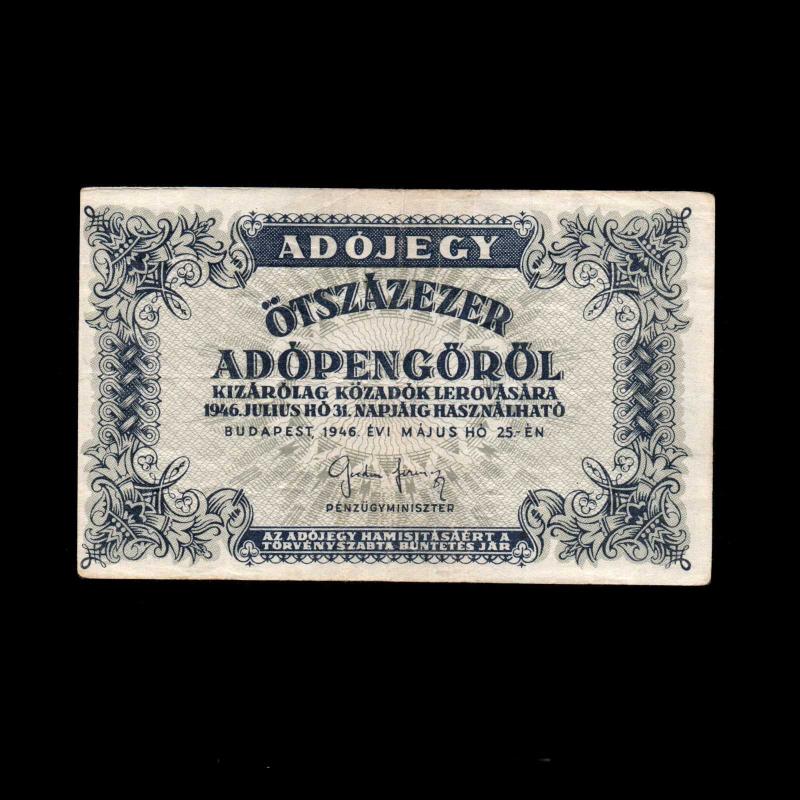 ADÓJEGY
ÖTSZÁZEZER
ADÓPENGŐRŐL
KIZÁRÓLAG KÖZADÓK LEROVÁSÁRA
1946. JULIUS HÓ 31. NAPJÁIG HASZNÁLHATÓ
BUDAPEST, 1946. ÉVI MÁJUS HÓ 25.-ÉN
PÉNZÜGYMINISZTER
AZ ADÓJEGY HAMISITÁSAÉRT A
TÖRVÉNYSZABTA BÜNTETÉS JÁR